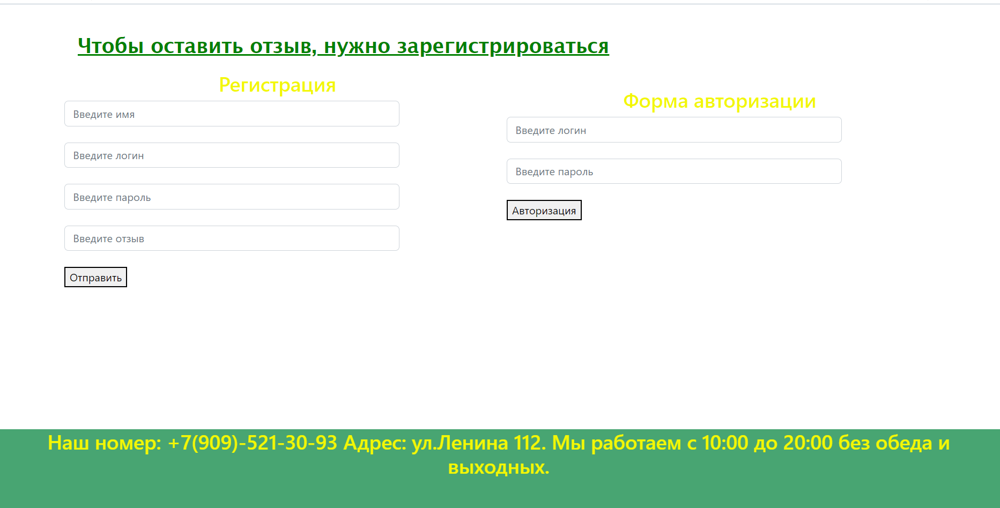 Чтобы оставить отзыв, нужно зарегистрироваться
Регистрация
Введите имя
Введите логин
Введите пароль
Введите отзыв
Отправить
Форма авторизации
Введите логин
Введите пароль
Авторизация
Наш номер: +7(909)-521-30-93 Адрес: ул.Ленина 112. Мы работаем с 10:00 до 20:00 без обеда и
выходных.